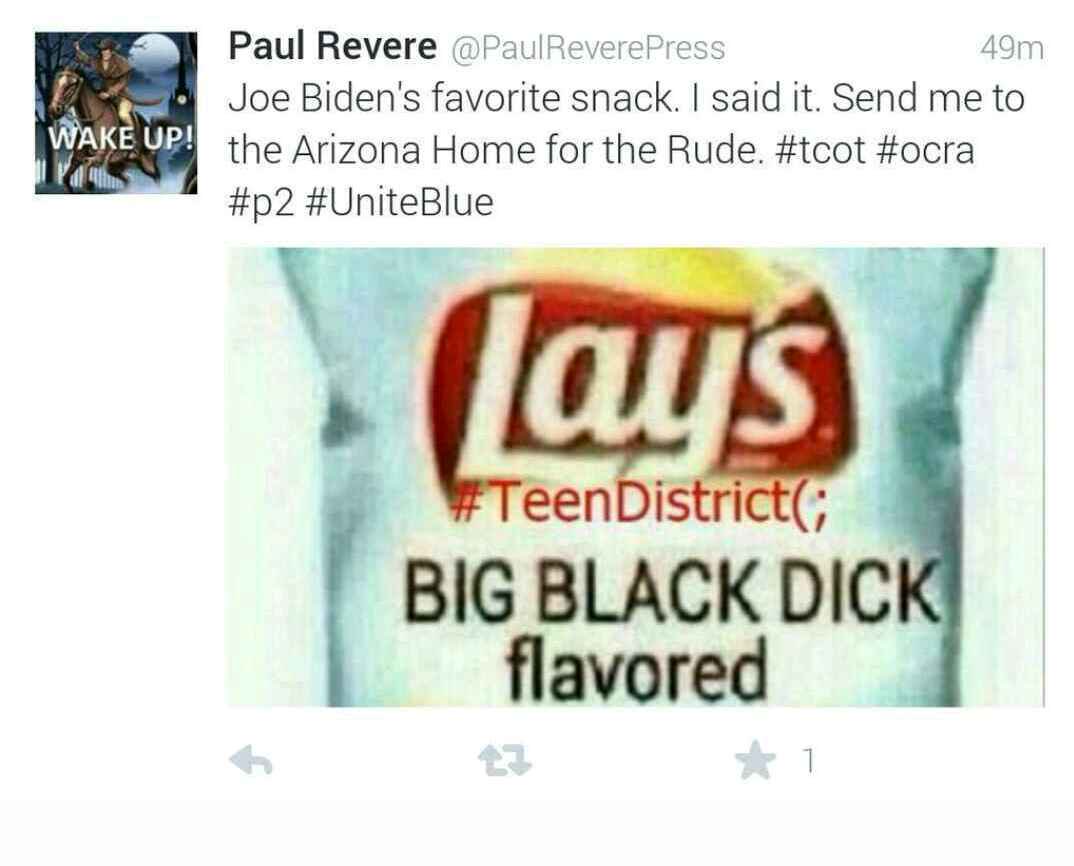 Paul Revere @PaulReverePress 49m
Joe Biden's favorite snack. I said it. Send me to
the Arizona Home for the Rude. #tcot #ocra
#p2 #UniteBlue
WAKE UP!
Lay's
#TeenDistrict(;
BIG BLACK DICK
flavored
1